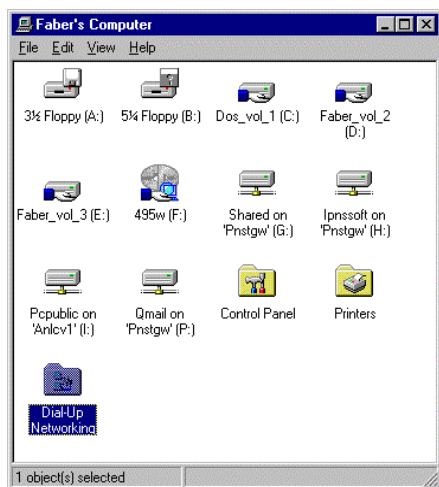 Faber's Computer
File Edit View Help
3½ Floppy (A:) 5¼ Floppy (B:) Dos_vol_1 (C:) Faber_vol_2
(D:)
Faber_vol_3 (E:) 495w (F:) Shared on Ipnssoft on
'Pnstgw' (G:) 'Pnstgw' (H:)
Pcpublic on Qmail on Control Panel Printers
'Anlcv1' (I:) 'Pnstgw' (P:)
Dial-Up
Networking
1 object(s) selected